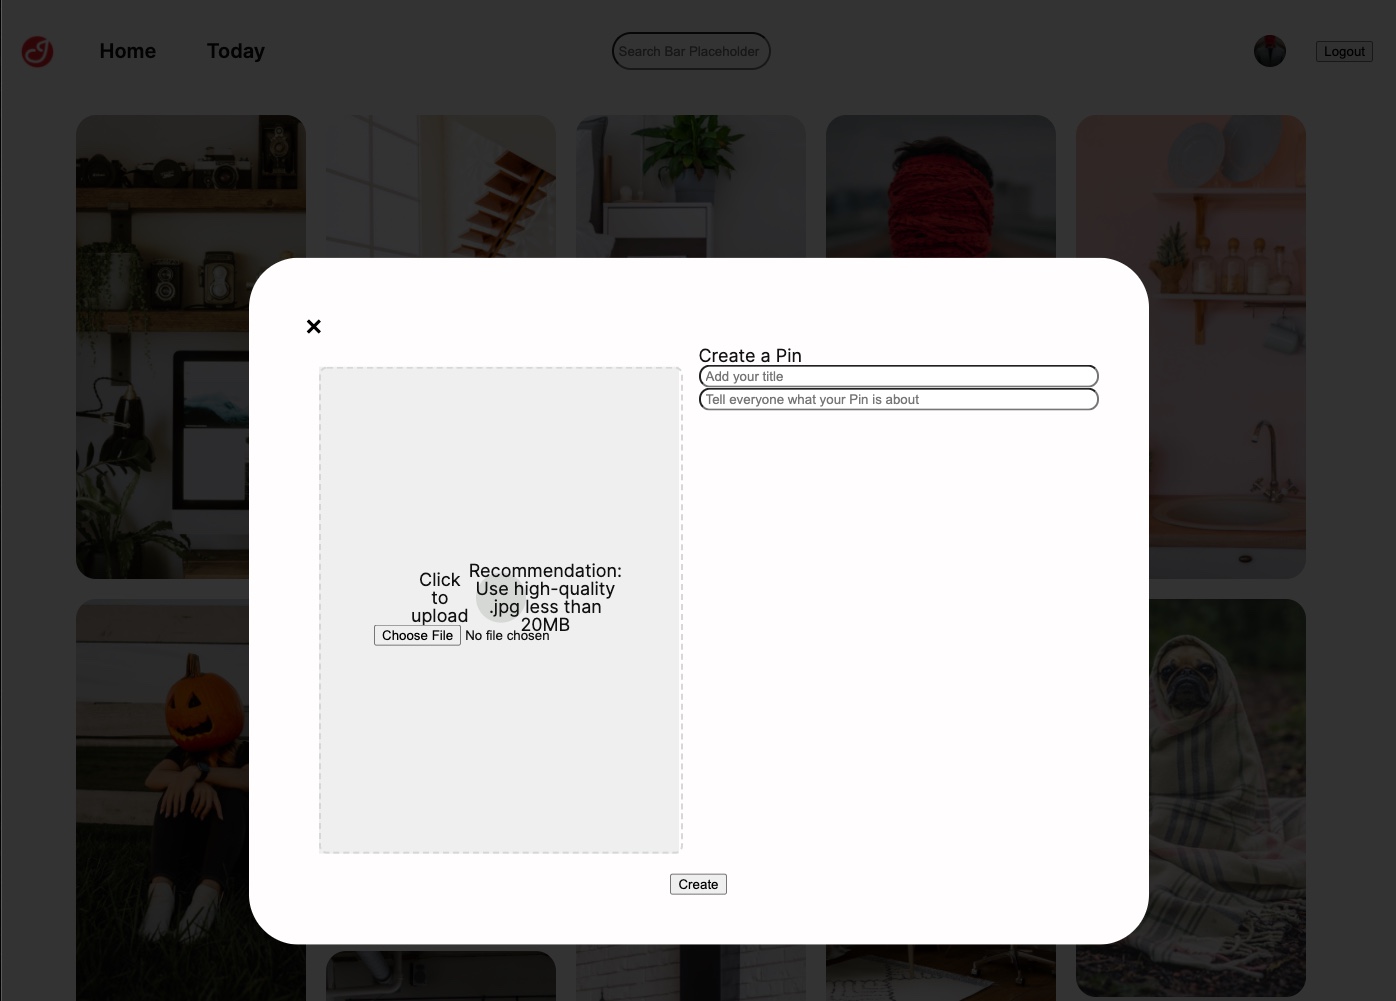 Home
Today
Search Bar Placeholder
Logout
×
Create a Pin
Add your title
Tell everyone what your Pin is about
Click
to
upload
Recommendation:
Use high-quality
.jpg less than
20MB
Choose File No file chosen
Create